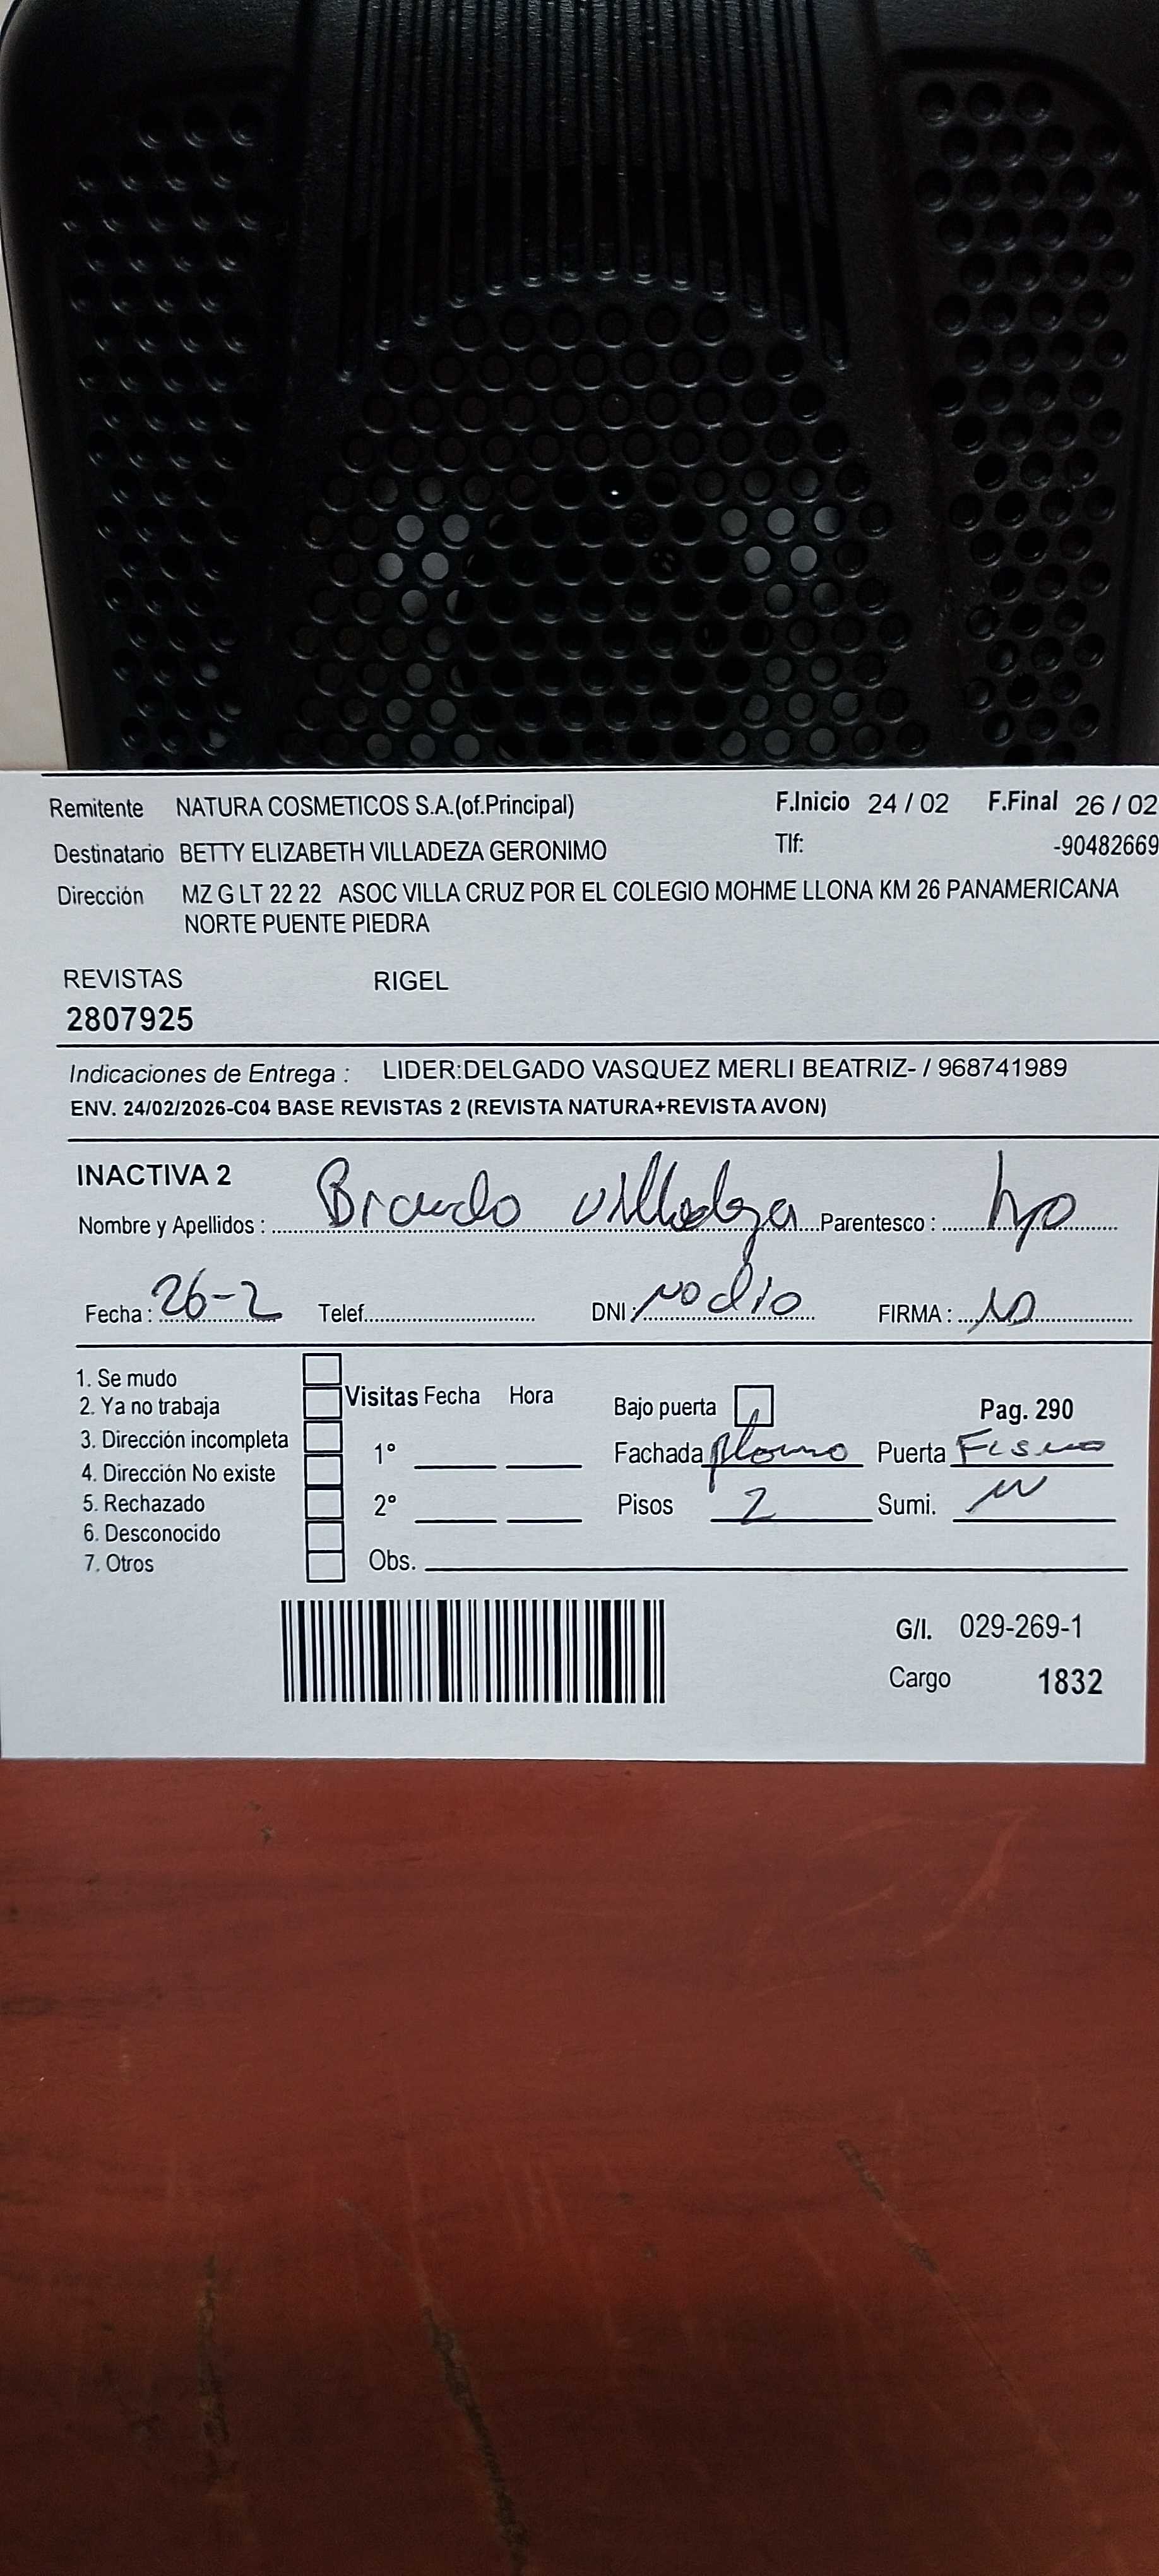 Remitente NATURA COSMETICOS S.A.(of.Principal) F.Inicio 24 / 02 F.Final 26 / 02
Destinatario BETTY ELIZABETH VILLADEZA GERONIMO Tlf: -90482669
Dirección MZ G LT 22 22 ASOC VILLA CRUZ POR EL COLEGIO MOHME LLONA KM 26 PANAMERICANA
NORTE PUENTE PIEDRA
REVISTAS RIGEL
2807925
Indicaciones de Entrega : LIDER:DELGADO VASQUEZ MERLI BEATRIZ- / 968741989
ENV. 24/02/2026-C04 BASE REVISTAS 2 (REVISTA NATURA+REVISTA AVON)
INACTIVA 2
Nombre y Apellidos : villadeza Parentesco : hijo
Fecha : 26-2 Telef. DNI : no dio FIRMA :
1. Se mudo
2. Ya no trabaja
3. Dirección incompleta
4. Dirección No existe
5. Rechazado
6. Desconocido
7. Otros
Visitas Fecha Hora
1°
2°
Obs.
Bajo puerta Pag. 290
Fachada plomo Puerta
Pisos 2 Sumi.
G/I. 029-269-1
Cargo 1832